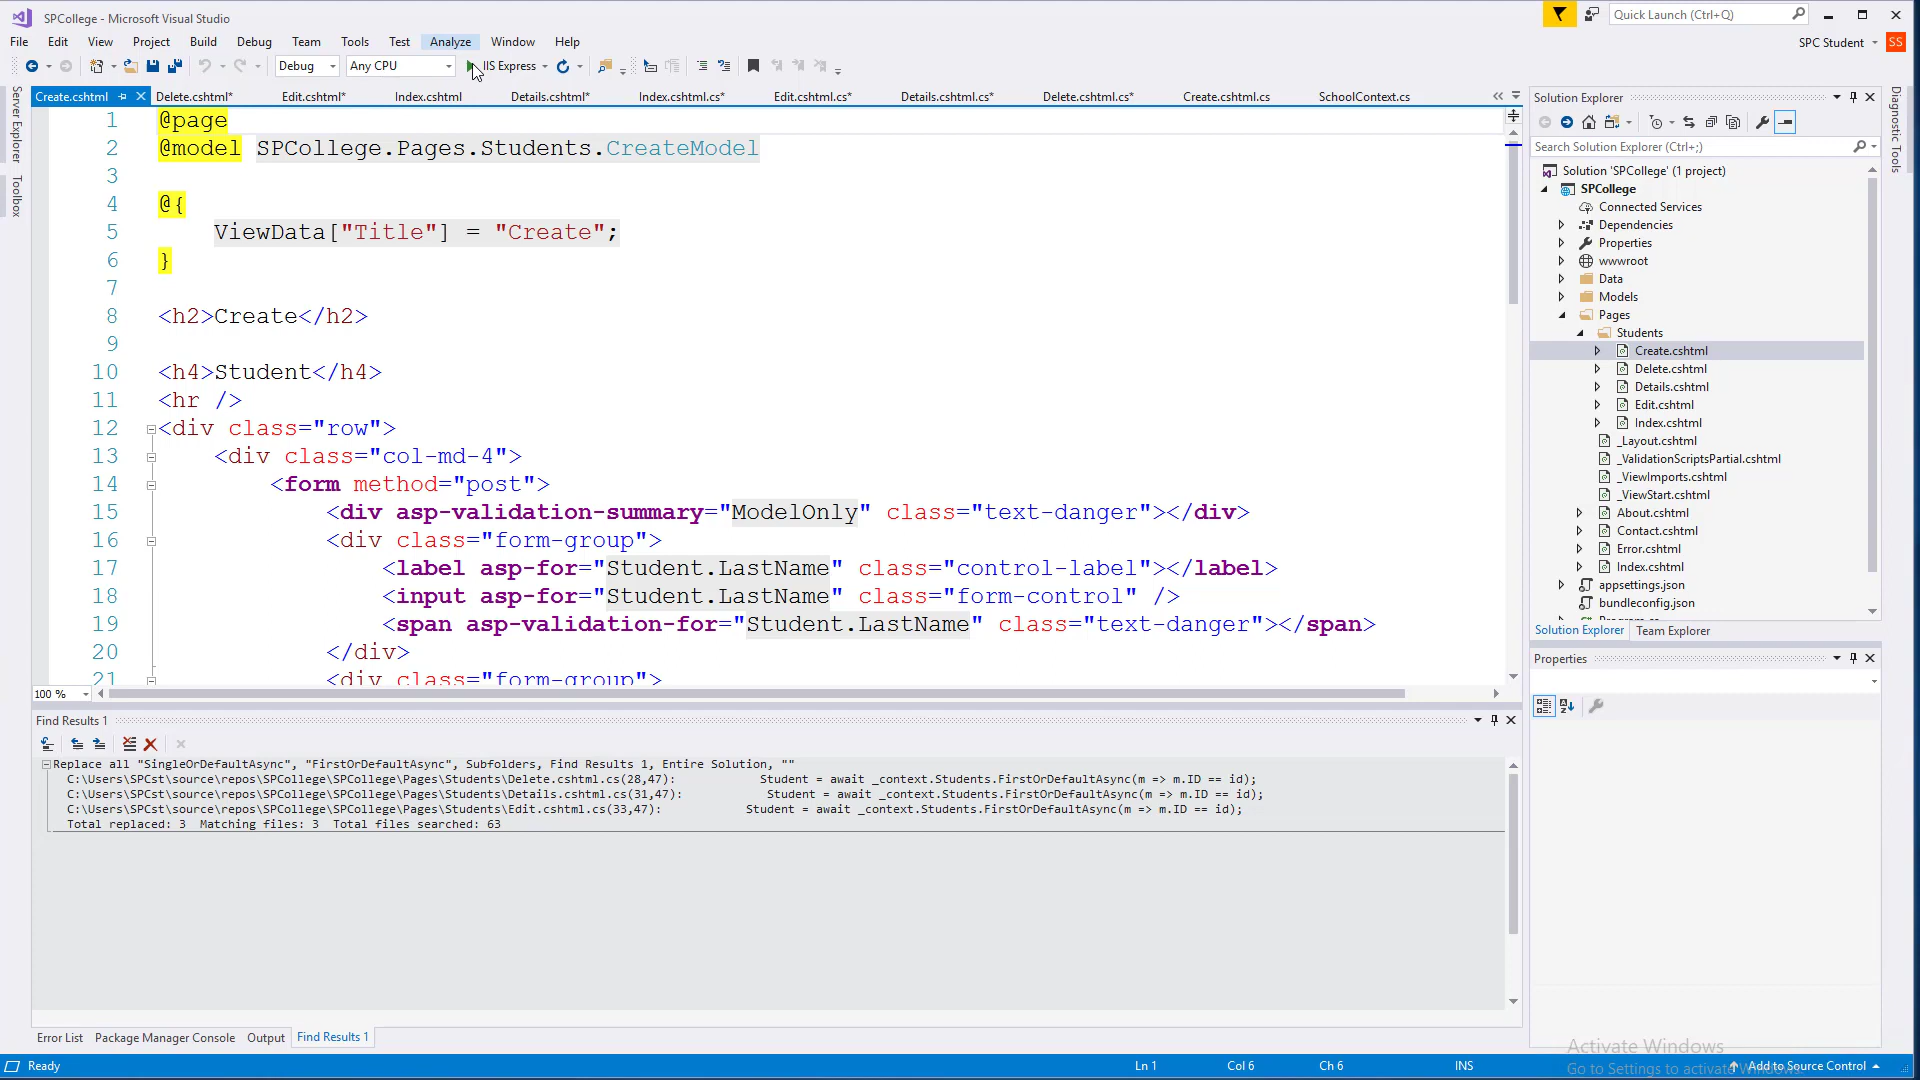 SPCollege - Microsoft Visual Studio
Quick Launch (Ctrl+Q)
File Edit View Project Build Debug Team Tools Test Analyze Window Help
SPC Student SS
Debug Any CPU IIS Express
Server Explorer
Toolbox
Create.cshtml Delete.cshtml* Edit.cshtml* Index.cshtml Details.cshtml* Index.cshtml.cs* Edit.cshtml.cs* Details.cshtml.cs* Delete.cshtml.cs* Create.cshtml.cs SchoolContext.cs
1 @page
2 @model SPCollege.Pages.Students.CreateModel
3
4 @{
5 ViewData["Title"] = "Create";
6 }
7
8 <h2>Create</h2>
9
10 <h4>Student</h4>
11 <hr />
12 <div class="row">
13 <div class="col-md-4">
14 <form method="post">
15 <div asp-validation-summary="ModelOnly" class="text-danger"></div>
16 <div class="form-group">
17 <label asp-for="Student.LastName" class="control-label"></label>
18 <input asp-for="Student.LastName" class="form-control" />
19 <span asp-validation-for="Student.LastName" class="text-danger"></span>
20 </div>
21 <div class="form-group">
100 %
Find Results 1
Replace all "SingleOrDefaultAsync", "FirstOrDefaultAsync", Subfolders, Find Results 1, Entire Solution, ""
C:\Users\SPCst\source\repos\SPCollege\SPCollege\Pages\Students\Delete.cshtml.cs(28,47): Student = await _context.Students.FirstOrDefaultAsync(m => m.ID == id);
C:\Users\SPCst\source\repos\SPCollege\SPCollege\Pages\Students\Details.cshtml.cs(31,47): Student = await _context.Students.FirstOrDefaultAsync(m => m.ID == id);
C:\Users\SPCst\source\repos\SPCollege\SPCollege\Pages\Students\Edit.cshtml.cs(33,47): Student = await _context.Students.FirstOrDefaultAsync(m => m.ID == id);
Total replaced: 3 Matching files: 3 Total files searched: 63
Error List Package Manager Console Output Find Results 1
Solution Explorer
Search Solution Explorer (Ctrl+;)
Solution 'SPCollege' (1 project)
SPCollege
Connected Services
Dependencies
Properties
wwwroot
Data
Models
Pages
Students
Create.cshtml
Delete.cshtml
Details.cshtml
Edit.cshtml
Index.cshtml
_Layout.cshtml
_ValidationScriptsPartial.cshtml
_ViewImports.cshtml
_ViewStart.cshtml
About.cshtml
Contact.cshtml
Error.cshtml
Index.cshtml
appsettings.json
bundleconfig.json
Solution Explorer Team Explorer
Properties
Diagnostic Tools
Activate Windows
Go to Settings to activate Windows.
Ready Ln 1 Col 6 Ch 6 INS Add to Source Control